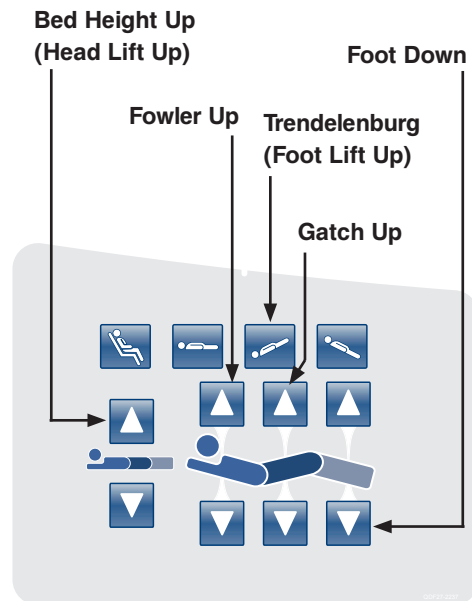 Bed Height Up
(Head Lift Up)
Foot Down
Fowler Up
Trendelenburg
(Foot Lift Up)
Gatch Up